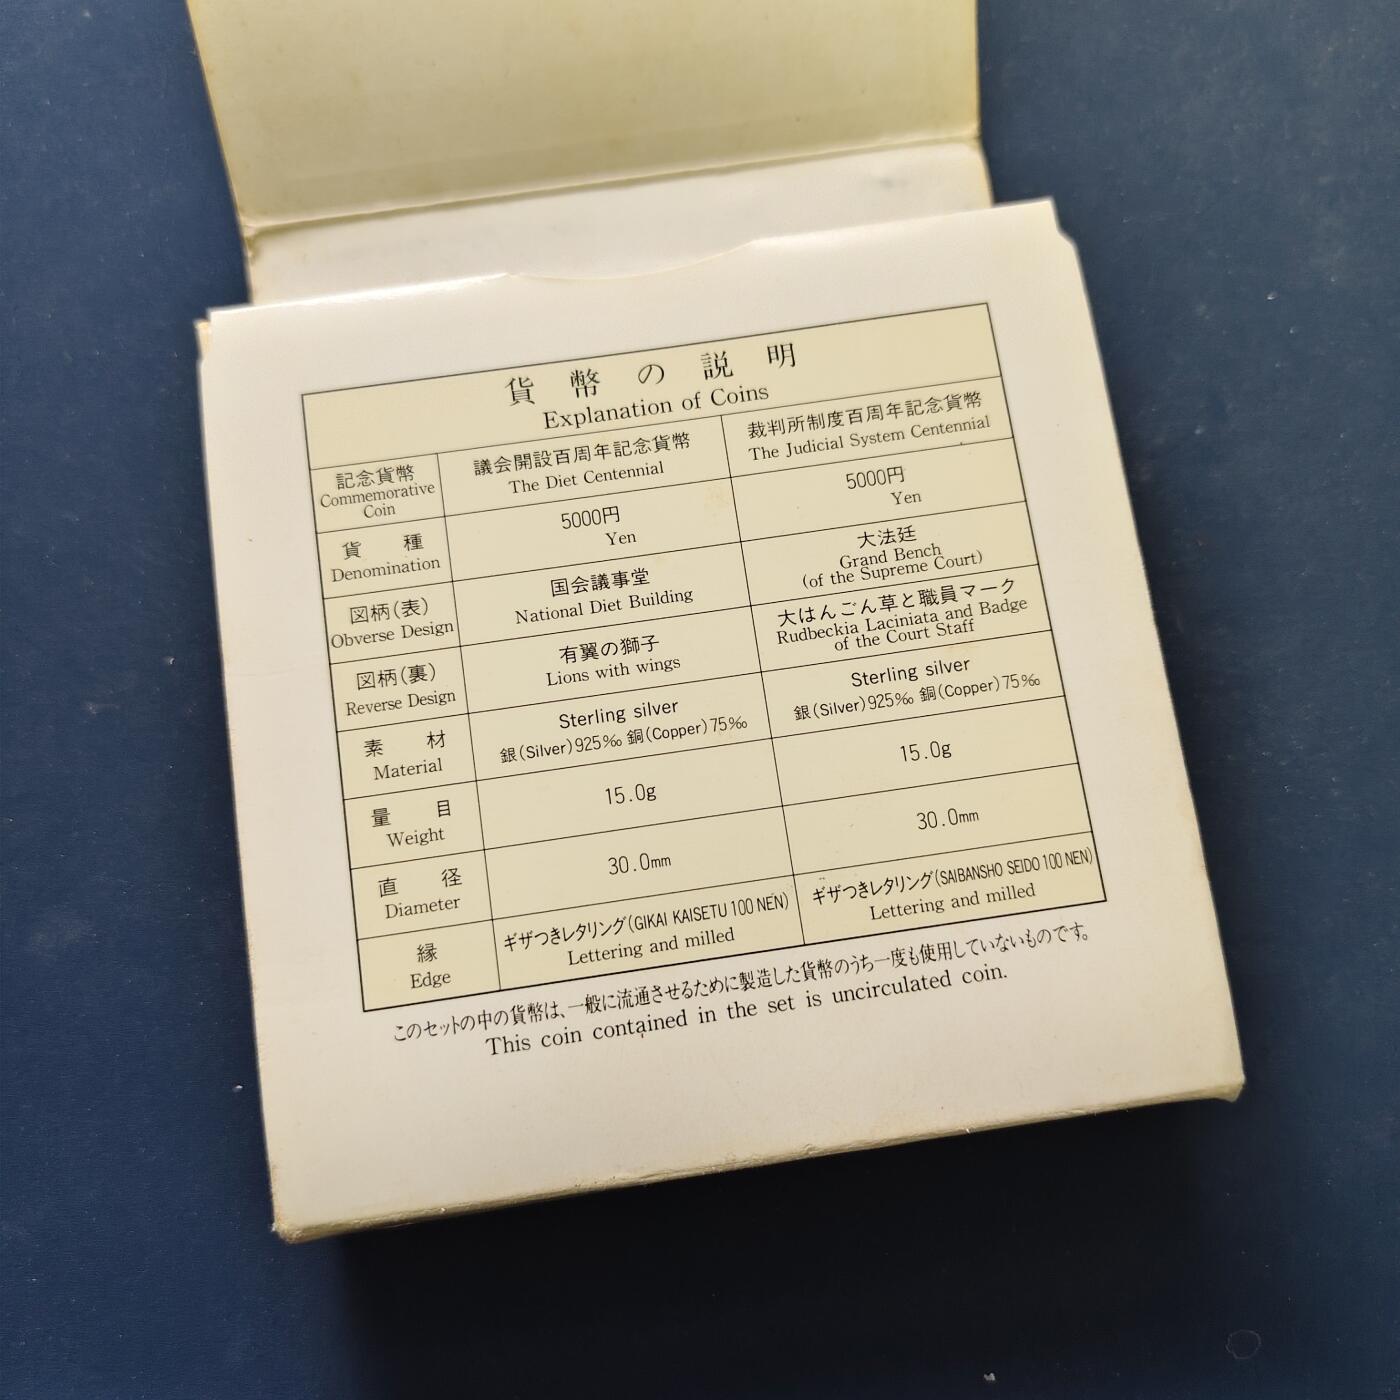 貨幣の説明
Explanation of Coins
記念貨幣
Commemorative
Coin
議会開設百周年記念貨幣
The Diet Centennial
裁判所制度百周年記念貨幣
The Judicial System Centennial
貨種
Denomination
5000円
Yen
5000円
Yen
図柄(表)
Obverse Design
国会議事堂
National Diet Building
大法廷
Grand Bench
(of the Supreme Court)
図柄(裏)
Reverse Design
有翼の獅子
Lions with wings
大はんごん草と職員マーク
Rudbeckia Laciniata and Badge
of the Court Staff
素材
Material
Sterling silver
銀(Silver)925‰ 銅(Copper)75‰
Sterling silver
銀(Silver)925‰ 銅(Copper)75‰
量目
Weight
15.0g
15.0g
直径
Diameter
30.0mm
30.0mm
縁
Edge
ギザつきレタリング(GIKAI KAISETU 100 NEN)
Lettering and milled
ギザつきレタリング(SAIBANSHO SEIDO 100 NEN)
Lettering and milled
このセットの中の貨幣は、一般に流通させるために製造した貨幣のうち一度も使用していないものです。
This coin contained in the set is uncirculated coin.